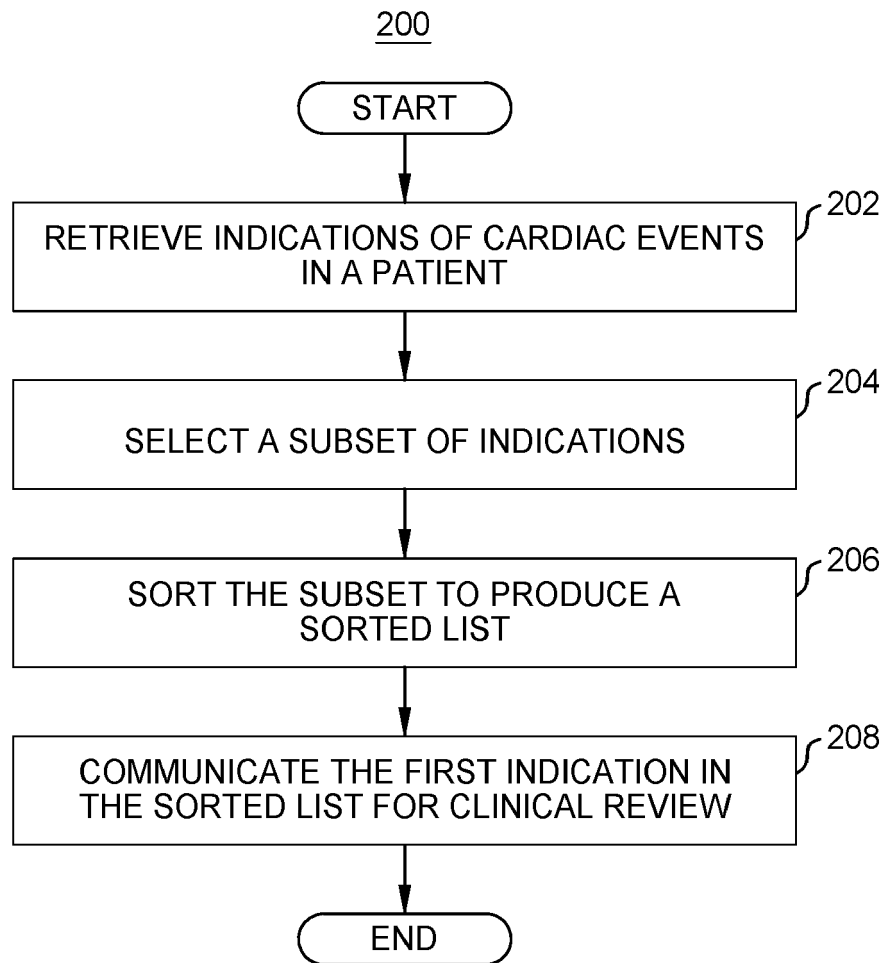 200
START
202
RETRIEVE INDICATIONS OF CARDIAC EVENTS
IN A PATIENT
204
SELECT A SUBSET OF INDICATIONS
206
SORT THE SUBSET TO PRODUCE A
SORTED LIST
208
COMMUNICATE THE FIRST INDICATION IN
THE SORTED LIST FOR CLINICAL REVIEW
END